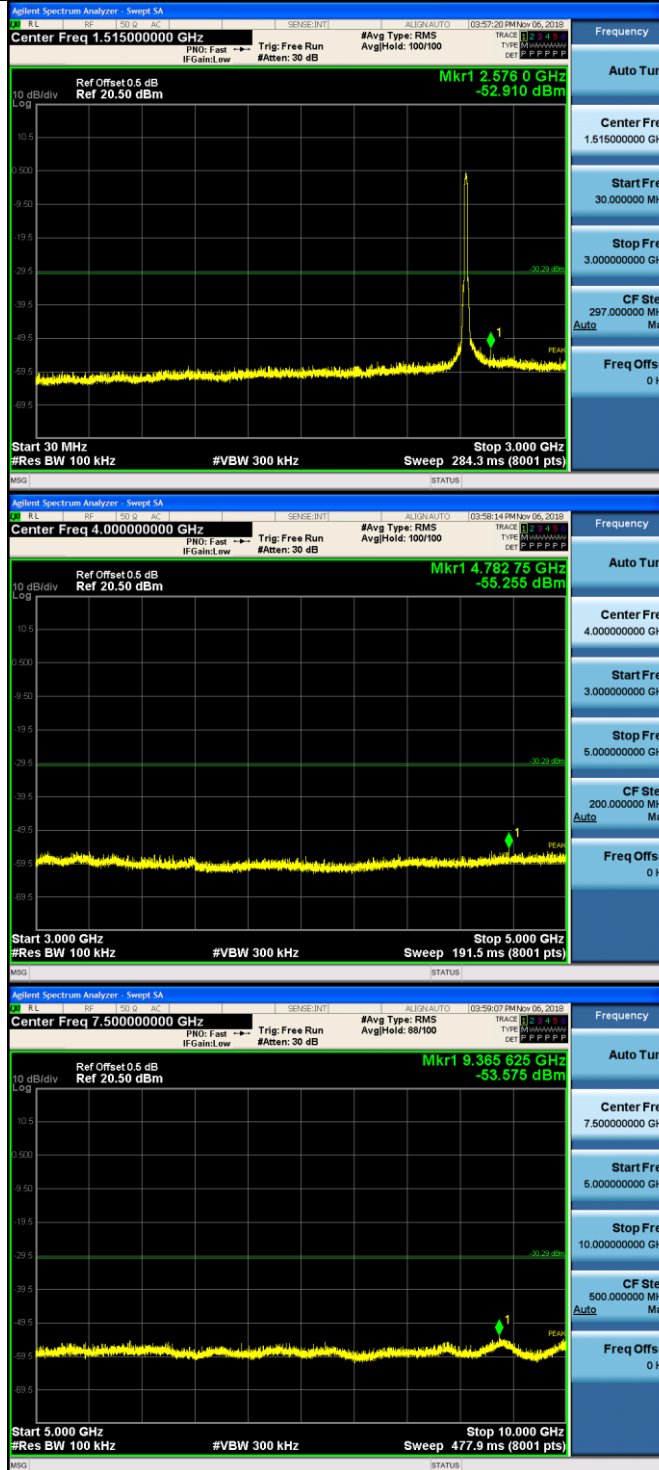 Agilent Spectrum Analyzer - Swept SA
RL RF 50 Ω AC SENSE:INT ALIGNAUTO 03:57:20 PM Nov 06, 2018
Center Freq 1.515000000 GHz
PNO: Fast Trig: Free Run
IFGain:Low #Atten: 30 dB
#Avg Type: RMS
Avg|Hold: 100/100
TRACE 1 2 3 4 5 6
TYPE M
DET P P P P P P
Frequency
Ref Offset 0.5 dB
10 dB/div Ref 20.50 dBm
Log
Mkr1 2.576 0 GHz
-52.910 dBm
10.5
0.500
-9.50
-19.5
-29.5
-39.5
-49.5
-59.5
-69.5
-30.29 dBm
1
PEAK
Start 30 MHz Stop 3.000 GHz
#Res BW 100 kHz #VBW 300 kHz Sweep 284.3 ms (8001 pts)
MSG STATUS
Auto Tun
Center Fre
1.515000000 GH
Start Fre
30.000000 MH
Stop Fre
3.000000000 GH
CF Ste
297.000000 MH
Auto Ma
Freq Offs
0 H
Agilent Spectrum Analyzer - Swept SA
RL RF 50 Ω AC SENSE:INT ALIGNAUTO 03:58:14 PM Nov 06, 2018
Center Freq 4.000000000 GHz
PNO: Fast Trig: Free Run
IFGain:Low #Atten: 30 dB
#Avg Type: RMS
Avg|Hold: 100/100
TRACE 1 2 3 4 5 6
TYPE M
DET P P P P P P
Frequency
Ref Offset 0.5 dB
10 dB/div Ref 20.50 dBm
Log
Mkr1 4.782 75 GHz
-55.255 dBm
10.5
0.500
-9.50
-19.5
-29.5
-39.5
-49.5
-59.5
-69.5
-30.29 dBm
1
PEAK
Start 3.000 GHz Stop 5.000 GHz
#Res BW 100 kHz #VBW 300 kHz Sweep 191.5 ms (8001 pts)
MSG STATUS
Auto Tun
Center Fre
4.000000000 GH
Start Fre
3.000000000 GH
Stop Fre
5.000000000 GH
CF Ste
200.000000 MH
Auto Ma
Freq Offs
0 H
Agilent Spectrum Analyzer - Swept SA
RL RF 50 Ω AC SENSE:INT ALIGNAUTO 03:59:07 PM Nov 06, 2018
Center Freq 7.500000000 GHz
PNO: Fast Trig: Free Run
IFGain:Low #Atten: 30 dB
#Avg Type: RMS
Avg|Hold: 88/100
TRACE 1 2 3 4 5 6
TYPE M
DET P P P P P P
Frequency
Ref Offset 0.5 dB
10 dB/div Ref 20.50 dBm
Log
Mkr1 9.365 625 GHz
-53.575 dBm
10.5
0.500
-9.50
-19.5
-29.5
-39.5
-49.5
-59.5
-69.5
-30.29 dBm
1
PEAK
Start 5.000 GHz Stop 10.000 GHz
#Res BW 100 kHz #VBW 300 kHz Sweep 477.9 ms (8001 pts)
MSG STATUS
Auto Tun
Center Fre
7.500000000 GH
Start Fre
5.000000000 GH
Stop Fre
10.000000000 GH
CF Ste
500.000000 MH
Auto Ma
Freq Offs
0 H